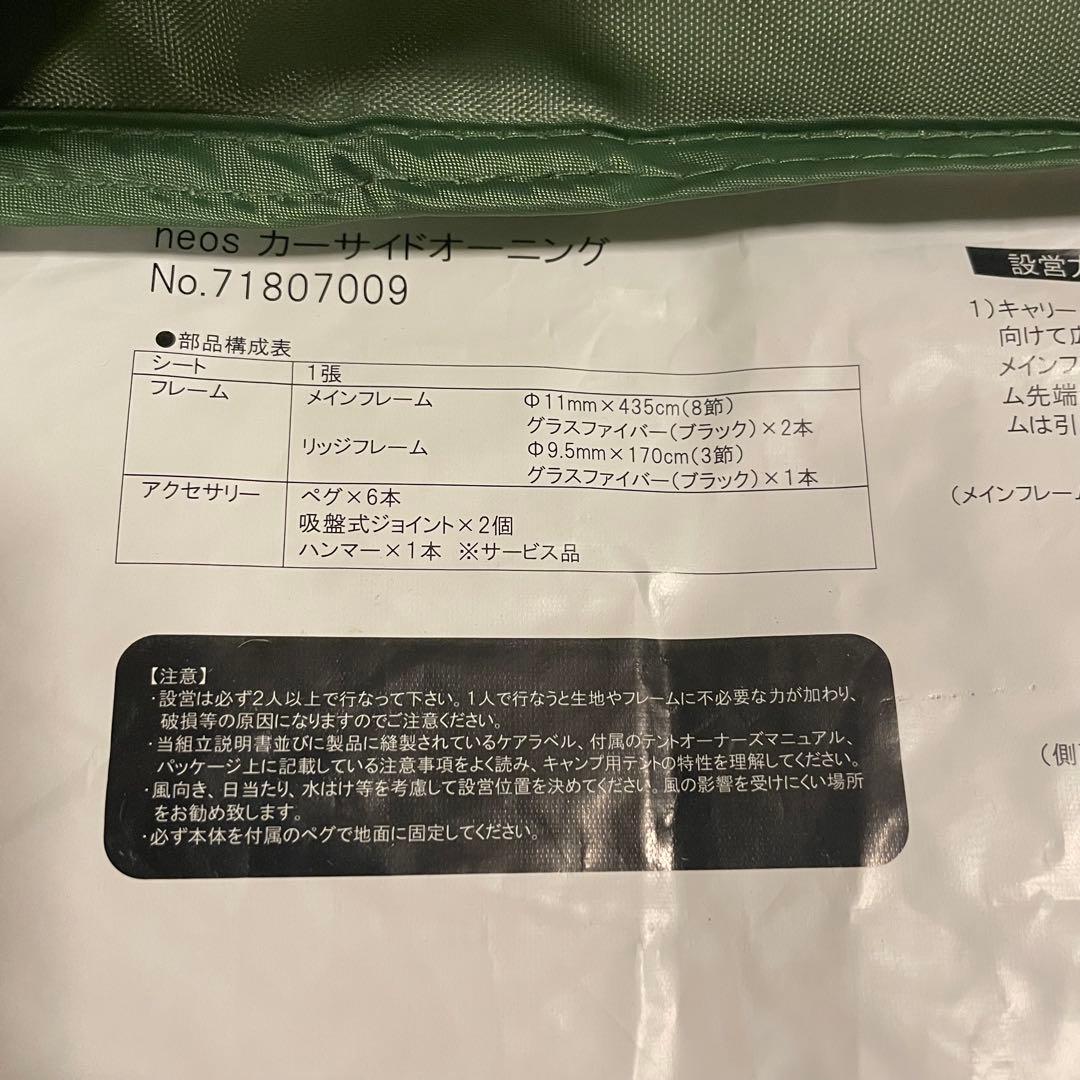 neos カーサイドオーニング
No.71807009
●部品構成表
シート 1張
フレーム メインフレーム Φ11mm×435cm(8節)
グラスファイバー(ブラック)×2本
リッジフレーム Φ9.5mm×170cm(3節)
グラスファイバー(ブラック)×1本
アクセサリー ペグ×6本
吸盤式ジョイント×2個
ハンマー×1本 ※サービス品
【注意】
・設営は必ず2人以上で行なって下さい。1人で行なうと生地やフレームに不必要な力が加わり、
破損等の原因になりますのでご注意ください。
・当組立説明書並びに製品に縫製されているケアラベル、付属のテントオーナーズマニュアル、
パッケージ上に記載している注意事項をよく読み、キャンプ用テントの特性を理解してください。
・風向き、日当たり、水はけ等を考慮して設営位置を決めてください。風の影響を受けにくい場所
をお勧め致します。
・必ず本体を付属のペグで地面に固定してください。
設営
1)キャリー
向けて広
メインフ
ム先端
ムは引
(メインフレーム
(側